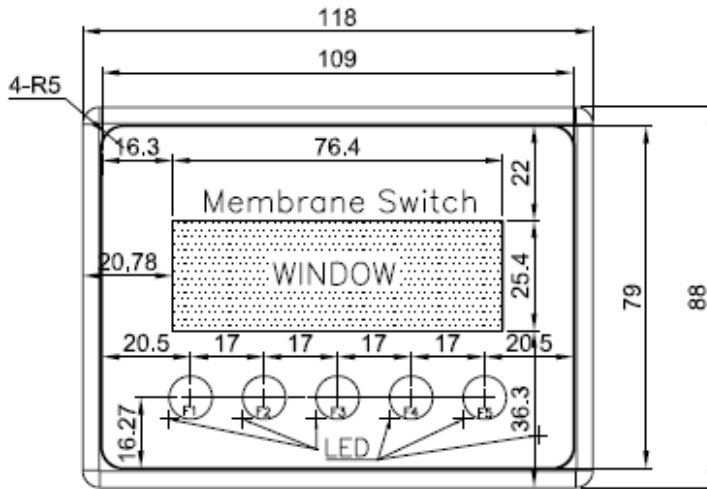 118
109
4-R5
16.3 76.4 22
Membrane Switch
20,78 WINDOW 25.4 79 88
20.5 17 17 17 17 20.5
F1 F2 F3 F4 F5
16.27 LED 36.3